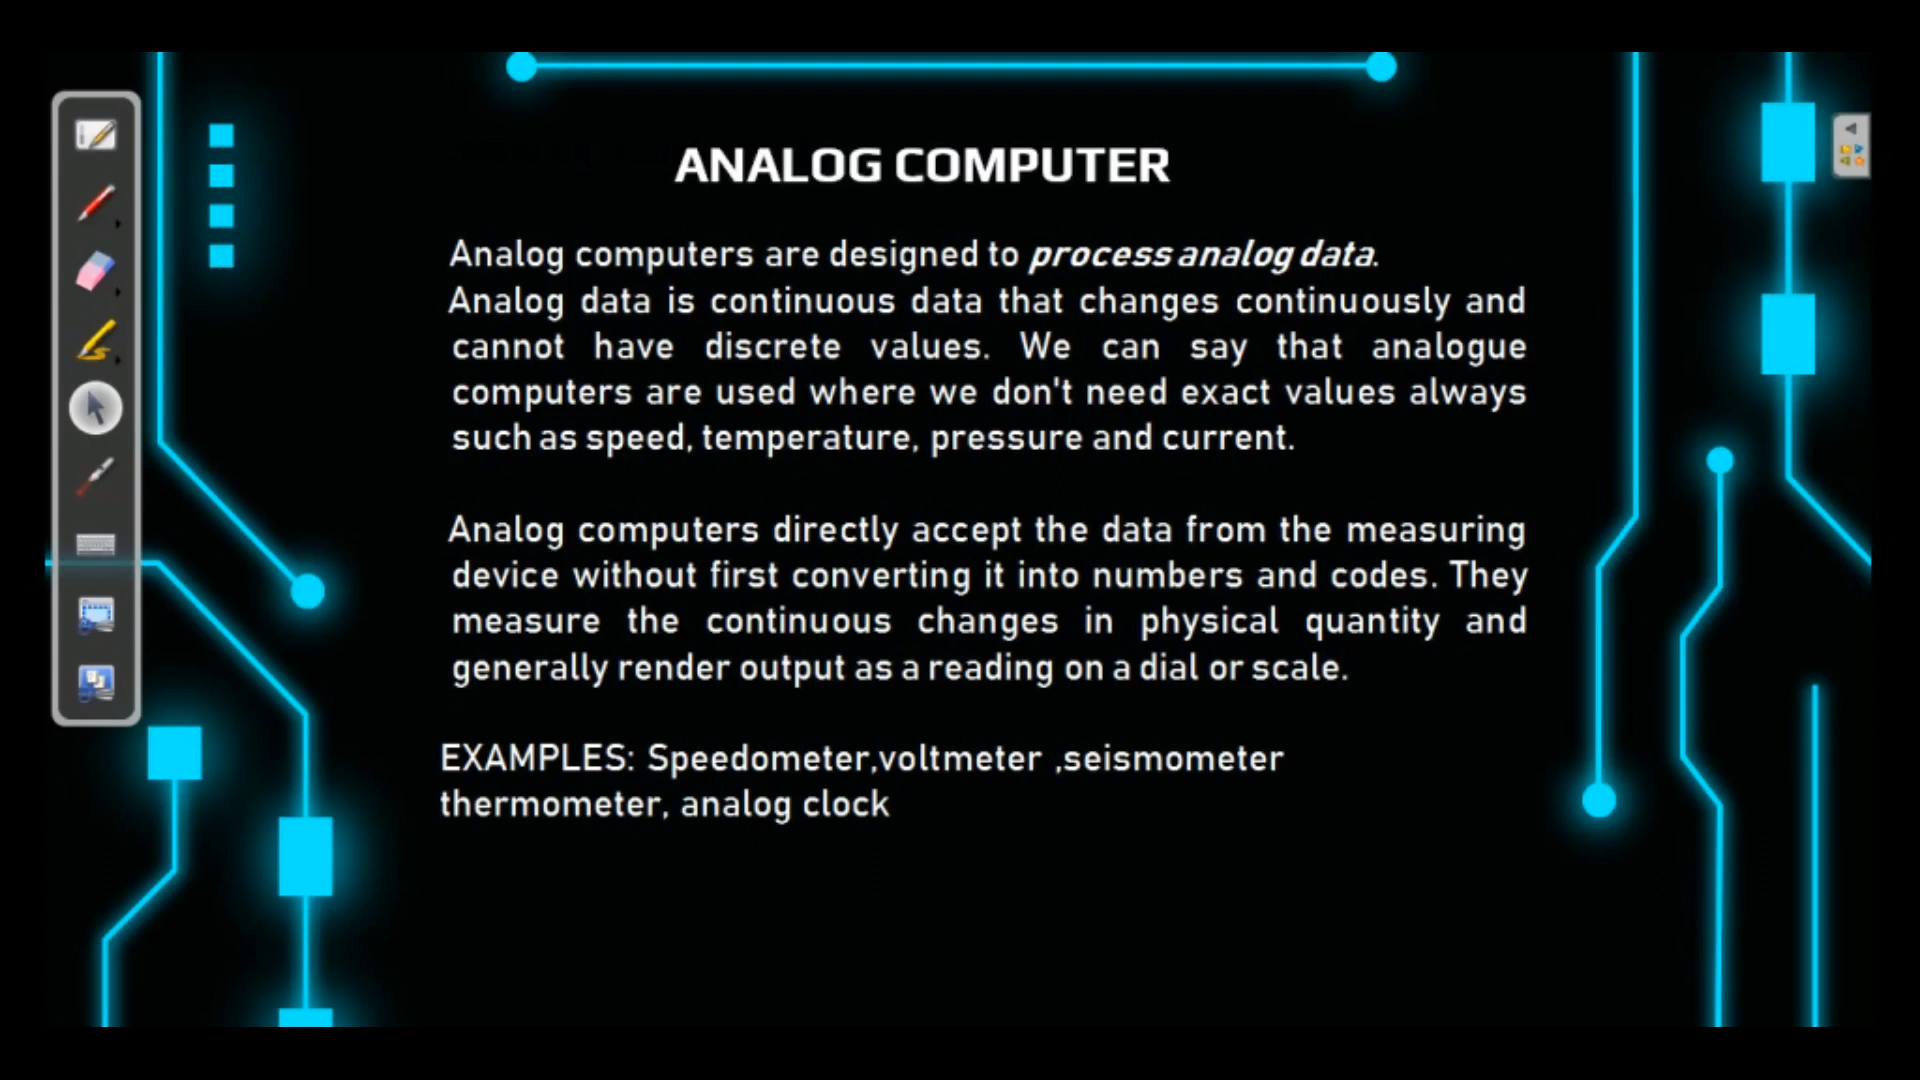 ANALOG COMPUTER
Analog computers are designed to process analog data.
Analog data is continuous data that changes continuously and
cannot have discrete values. We can say that analogue
computers are used where we don't need exact values always
such as speed, temperature, pressure and current.
Analog computers directly accept the data from the measuring
device without first converting it into numbers and codes. They
measure the continuous changes in physical quantity and
generally render output as a reading on a dial or scale.
EXAMPLES: Speedometer,voltmeter ,seismometer
thermometer, analog clock